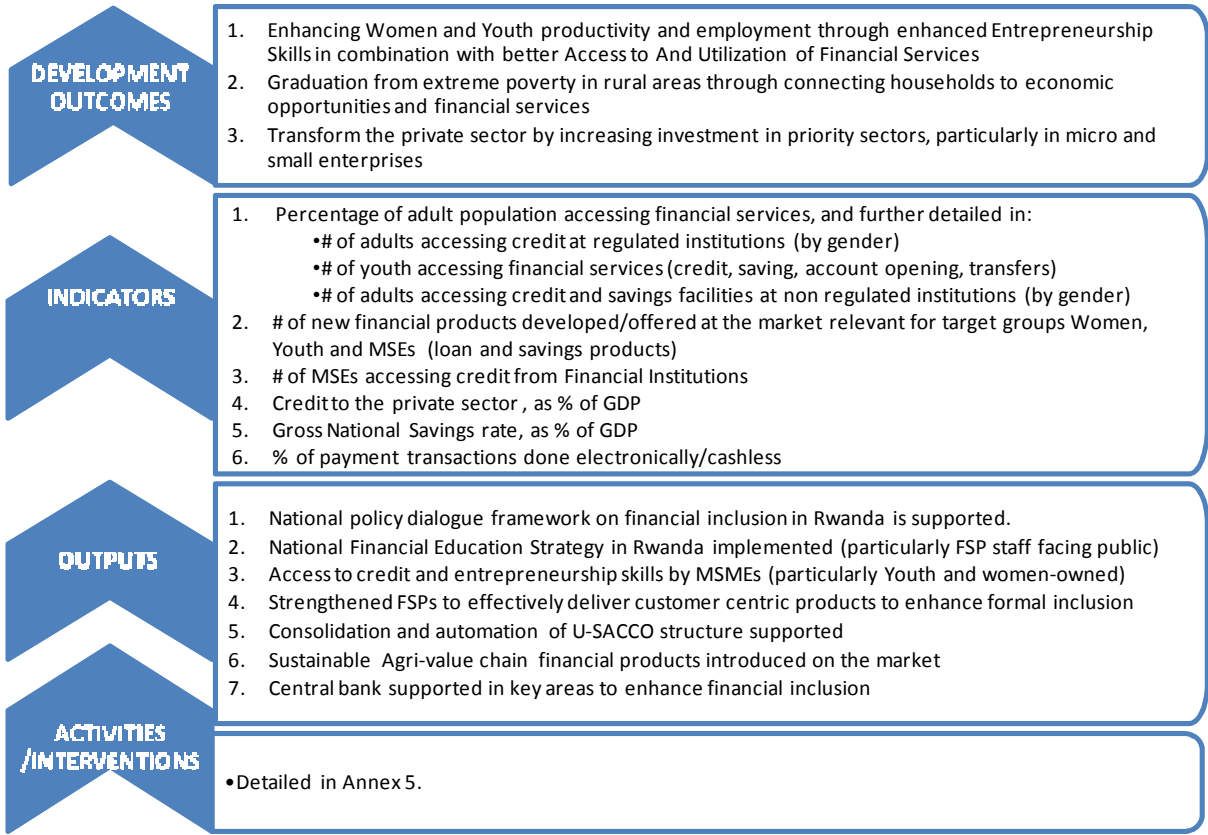 DEVELOPMENT
OUTCOMES
1. Enhancing Women and Youth productivity and employment through enhanced Entrepreneurship
Skills in combination with better Access to And Utilization of Financial Services
2. Graduation from extreme poverty in rural areas through connecting households to economic
opportunities and financial services
3. Transform the private sector by increasing investment in priority sectors, particularly in micro and
small enterprises
INDICATORS
1. Percentage of adult population accessing financial services, and further detailed in:
•# of adults accessing credit at regulated institutions (by gender)
•# of youth accessing financial services (credit, saving, account opening, transfers)
•# of adults accessing credit and savings facilities at non regulated institutions (by gender)
2. # of new financial products developed/offered at the market relevant for target groups Women,
Youth and MSEs (loan and savings products)
3. # of MSEs accessing credit from Financial Institutions
4. Credit to the private sector , as % of GDP
5. Gross National Savings rate, as % of GDP
6. % of payment transactions done electronically/cashless
OUTPUTS
1. National policy dialogue framework on financial inclusion in Rwanda is supported.
2. National Financial Education Strategy in Rwanda implemented (particularly FSP staff facing public)
3. Access to credit and entrepreneurship skills by MSMEs (particularly Youth and women-owned)
4. Strengthened FSPs to effectively deliver customer centric products to enhance formal inclusion
5. Consolidation and automation of U-SACCO structure supported
6. Sustainable Agri-value chain financial products introduced on the market
7. Central bank supported in key areas to enhance financial inclusion
ACTIVITIES
/INTERVENTIONS
•Detailed in Annex 5.